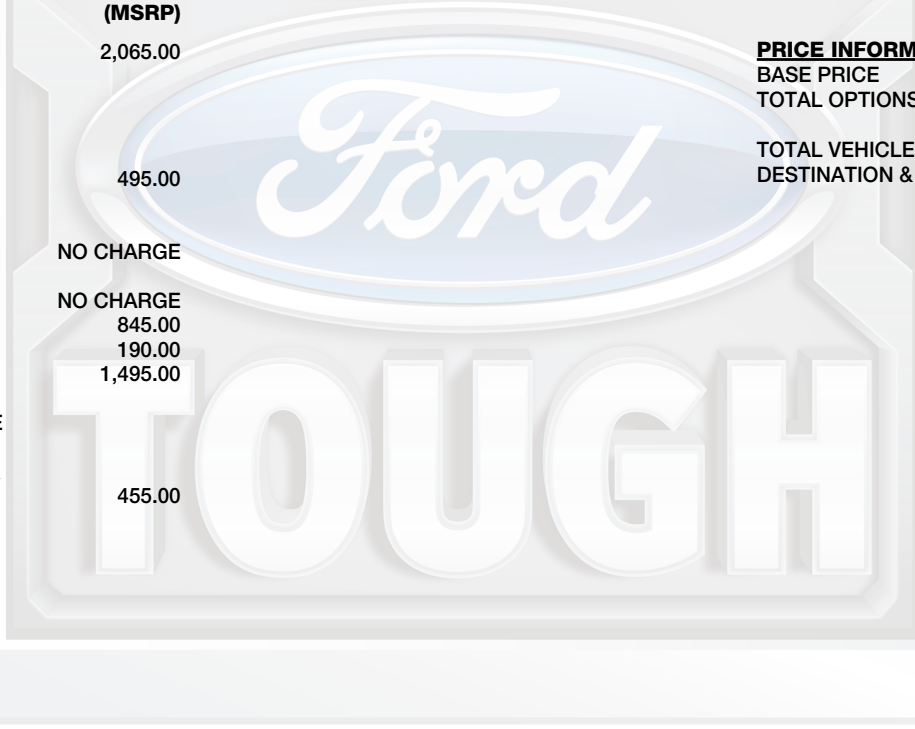 (MSRP)
2,065.00
495.00
NO CHARGE
NO CHARGE
845.00
190.00
1,495.00
455.00
PRICE INFORM
BASE PRICE
TOTAL OPTIONS
TOTAL VEHICLE
DESTINATION &
Ford
TOUGH